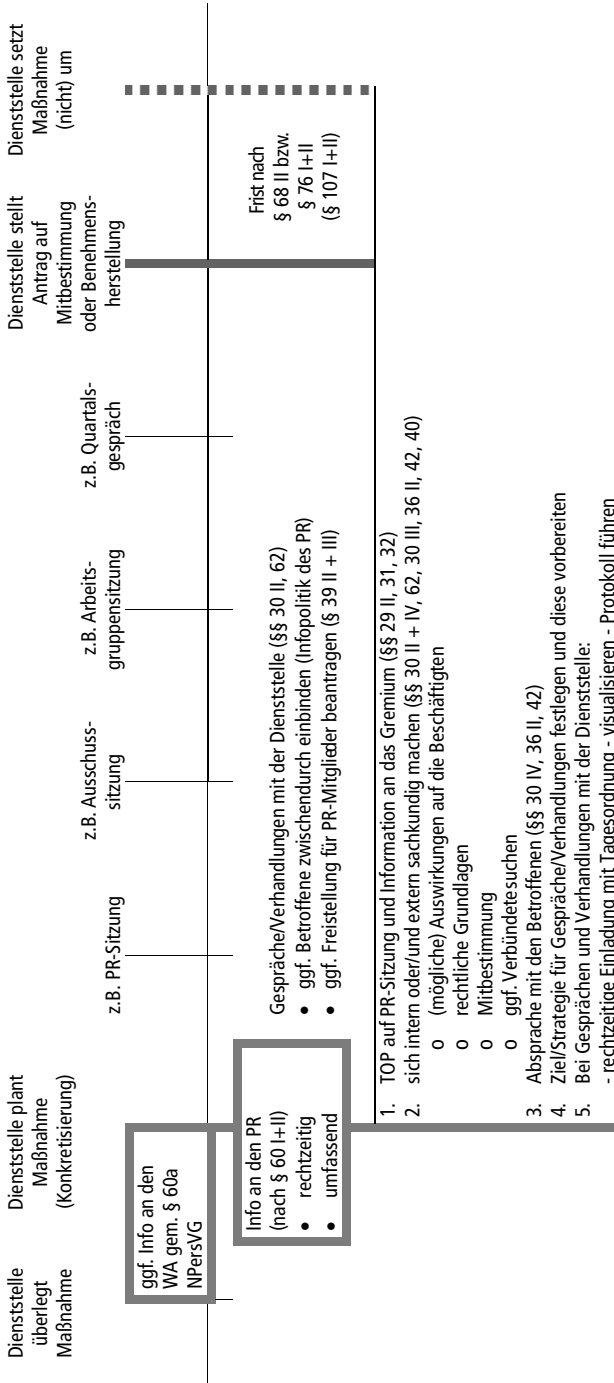 Dienststelle
überlegt
Maßnahme
Dienststelle plant
Maßnahme
(Konkretisierung)
z.B. PR-Sitzung
z.B. Ausschuss-
sitzung
z.B. Arbeits-
gruppensitzung
z.B. Quartals-
gespräch
Dienststelle stellt
Antrag auf
Mitbestimmung
oder Benehmens-
herstellung
Dienststelle setzt
Maßnahme
(nicht) um
ggf. Info an den
WA gem. § 60a
NPersVG
Info an den PR
(nach § 60 I+II)
• rechtzeitig
• umfassend
Gespräche/Verhandlungen mit der Dienststelle (§§ 30 II, 62)
• ggf. Betroffene zwischendurch einbinden (Infopolitik des PR)
• ggf. Freistellung für PR-Mitglieder beantragen (§ 39 II + III)
Frist nach
§ 68 II bzw.
§ 76 I+II
(§ 107 I+II)
1. TOP auf PR-Sitzung und Information an das Gremium (§§ 29 II, 31, 32)
2. sich intern oder/und extern sachkundig machen (§§ 30 II + IV, 62, 30 III, 36 II, 42, 40)
o (mögliche) Auswirkungen auf die Beschäftigten
o rechtliche Grundlagen
o Mitbestimmung
o ggf. Verbündete suchen
3. Absprache mit den Betroffenen (§§ 30 IV, 36 II, 42)
4. Ziel/Strategie für Gespräche/Verhandlungen festlegen und diese vorbereiten
5. Bei Gesprächen und Verhandlungen mit der Dienststelle:
- rechtzeitige Einladung mit Tagesordnung - visualisieren - Protokoll führen